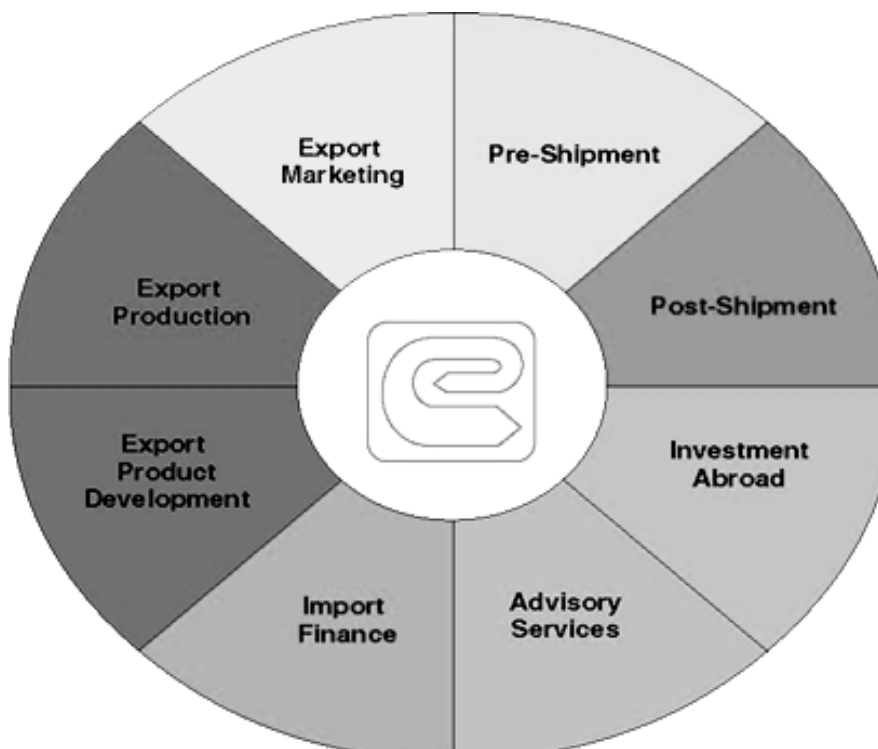 Export
Marketing
Pre-Shipment
Post-Shipment
Investment
Abroad
Advisory
Services
Import
Finance
Export
Product
Development
Export
Production